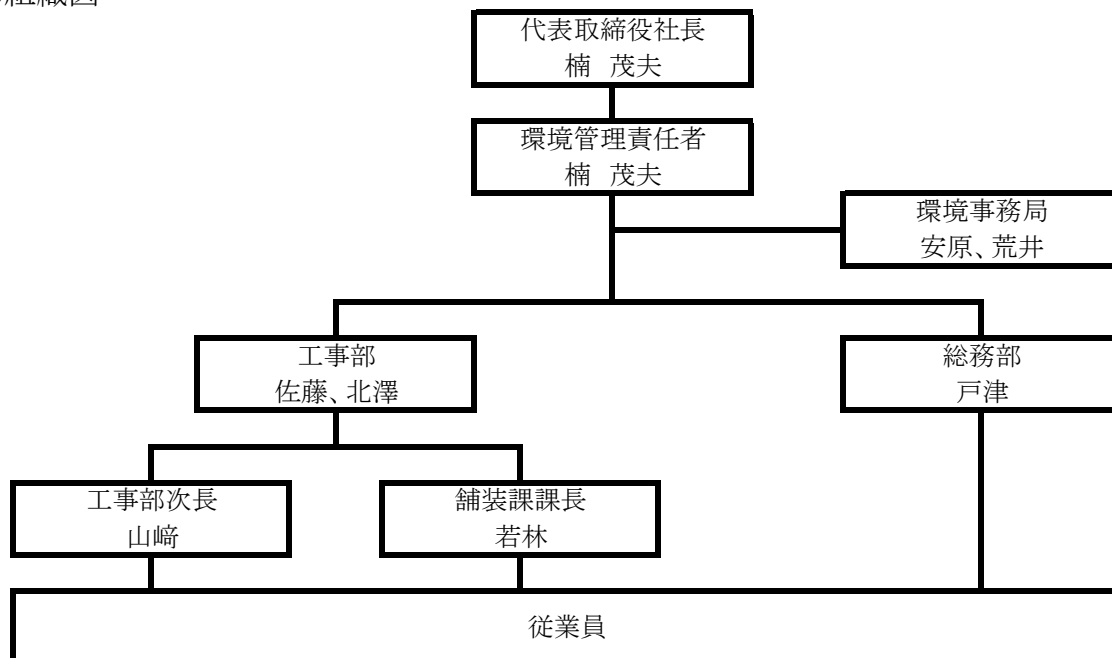 組織図
代表取締役社長
楠 茂夫
環境管理責任者
楠 茂夫
環境事務局
安原、荒井
工事部
佐藤、北澤
総務部
戸津
工事部次長
山﨑
舗装課課長
若林
従業員